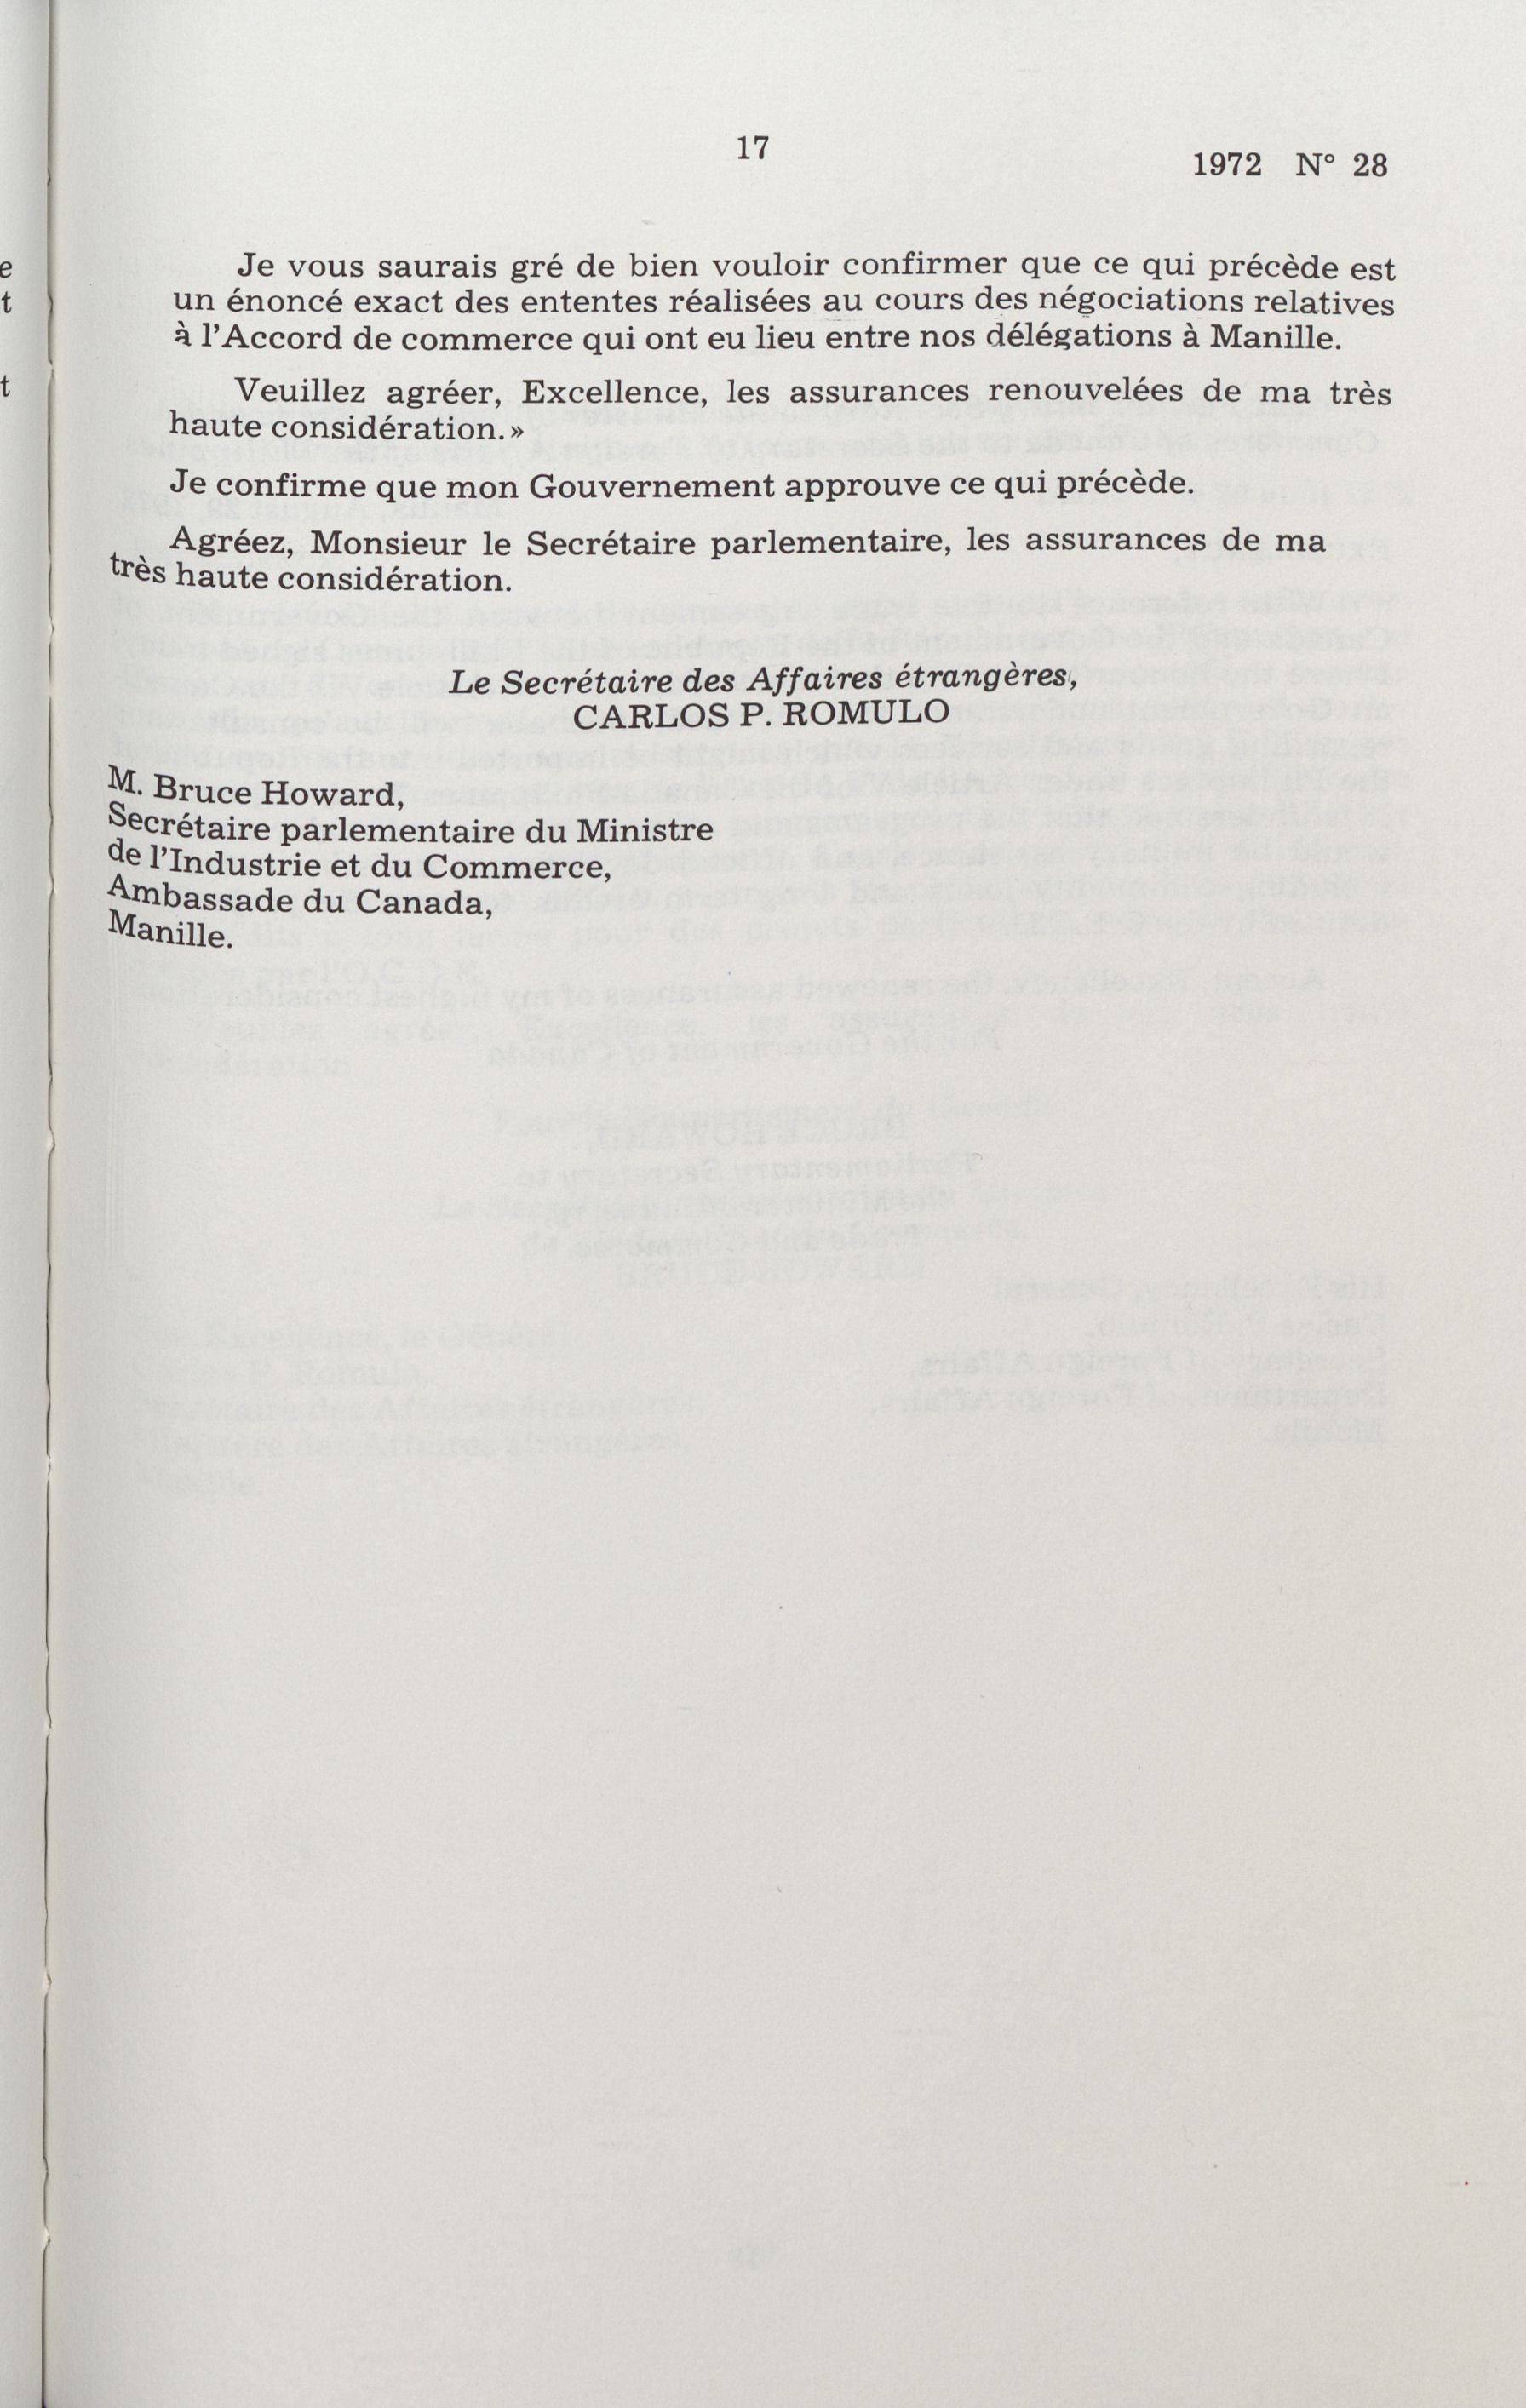 17
1972 N° 28
Je vous saurais gré de bien vouloir confirmer que ce qui précède est
un énoncé exact des ententes réalisées au cours des négociations relatives
à l'Accord de commerce qui ont eu lieu entre nos délégations à Manille.
Veuillez agréer, Excellence, les assurances renouvelées de ma très
haute considération.»
Je confirme que mon Gouvernement approuve ce qui précède.
Agréez, Monsieur le Secrétaire parlementaire, les assurances de ma
très haute considération.
Le Secrétaire des Affaires étrangères,
CARLOS P. ROMULO
M. Bruce Howard,
Secrétaire parlementaire du Ministre
de l'Industrie et du Commerce,
Ambassade du Canada,
Manille.